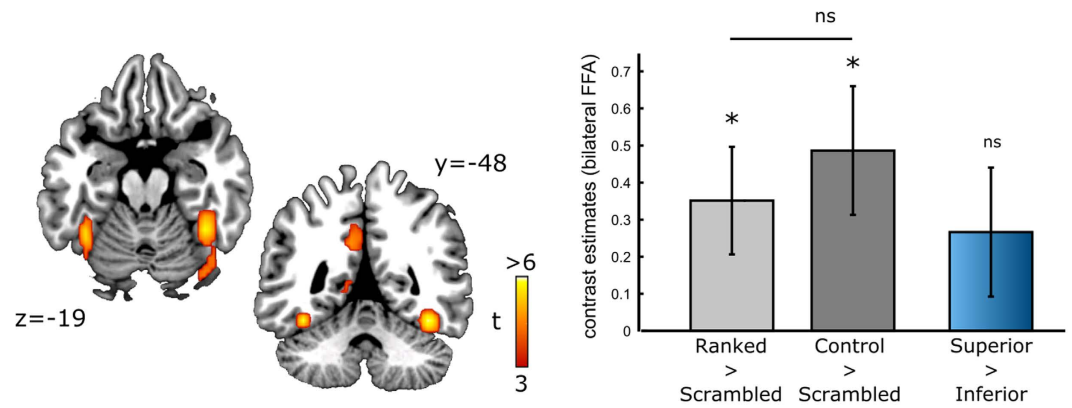 z=-19
y=-48
>6
t
3
contrast estimates (bilateral FFA)
0.7
0.6
0.5
0.4
0.3
0.2
0.1
0
ns
*
*
ns
Ranked
>
Scrambled
Control
>
Scrambled
Superior
>
Inferior